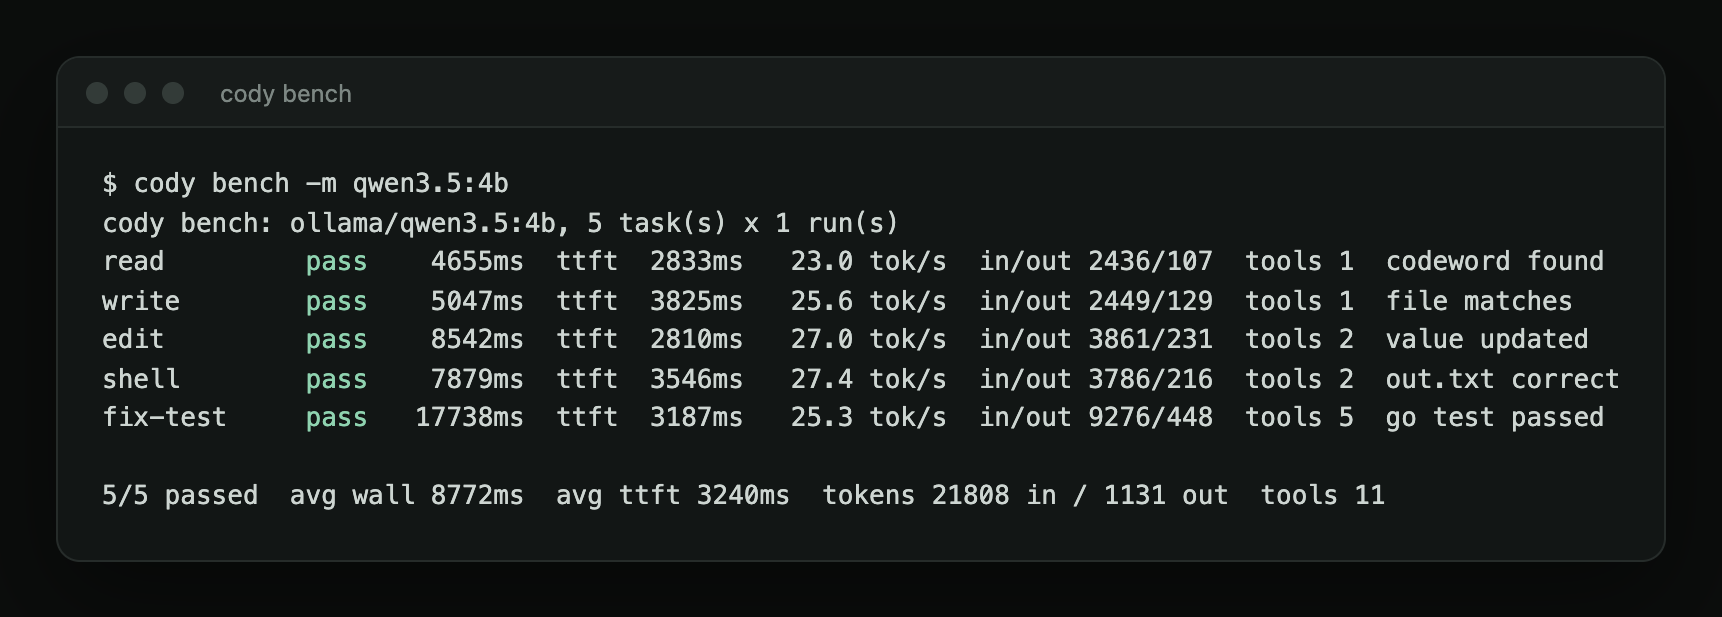 cody bench
$ cody bench -m qwen3.5:4b
cody bench: ollama/qwen3.5:4b, 5 task(s) x 1 run(s)
read         pass    4655ms  ttft  2833ms   23.0 tok/s  in/out 2436/107  tools 1  codeword found
write        pass    5047ms  ttft  3825ms   25.6 tok/s  in/out 2449/129  tools 1  file matches
edit         pass    8542ms  ttft  2810ms   27.0 tok/s  in/out 3861/231  tools 2  value updated
shell        pass    7879ms  ttft  3546ms   27.4 tok/s  in/out 3786/216  tools 2  out.txt correct
fix-test     pass   17738ms  ttft  3187ms   25.3 tok/s  in/out 9276/448  tools 5  go test passed
5/5 passed  avg wall 8772ms  avg ttft 3240ms  tokens 21808 in / 1131 out  tools 11